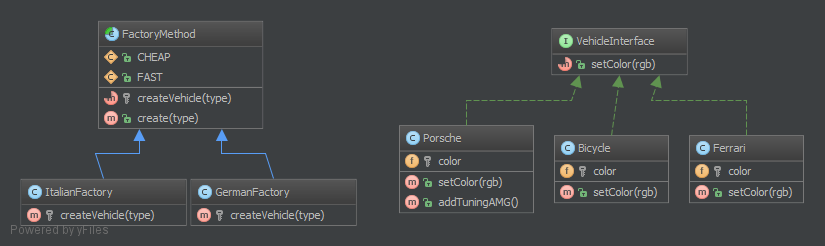 FactoryMethod
CHEAP
FAST
createVehicle(type)
create(type)
ItalianFactory
createVehicle(type)
GermanFactory
createVehicle(type)
VehicleInterface
setColor(rgb)
Porsche
color
setColor(rgb)
addTuningAMG()
Bicycle
color
setColor(rgb)
Ferrari
color
setColor(rgb)
Powered by yFiles